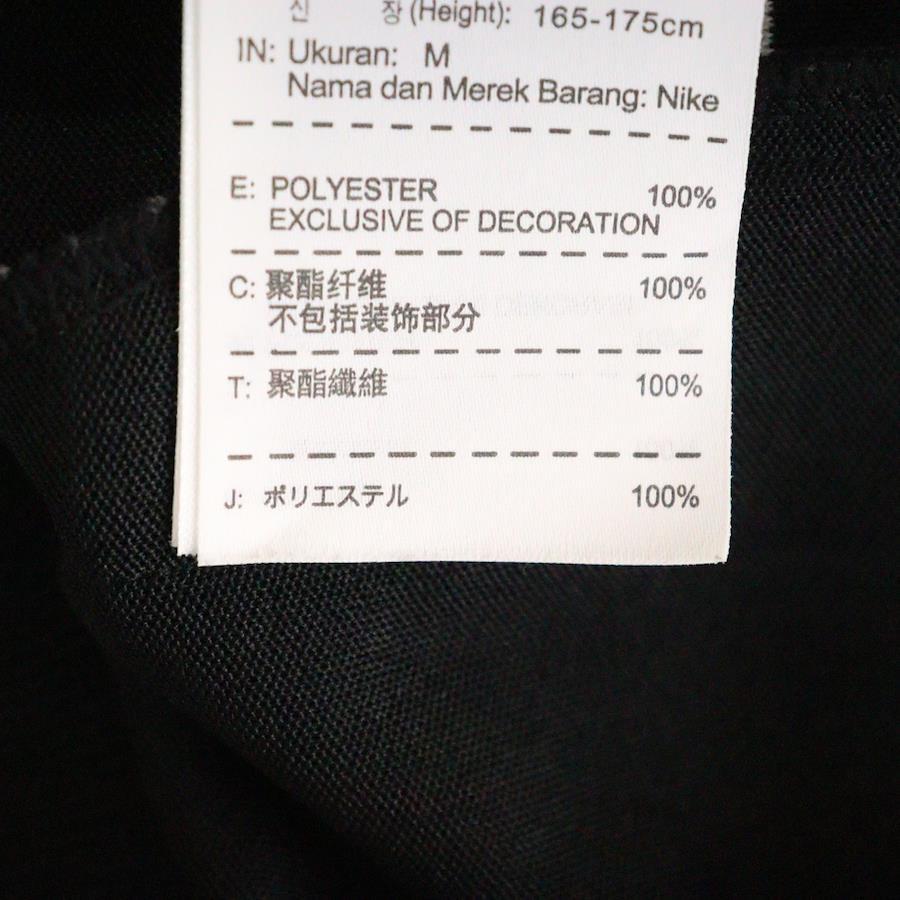 신 장 (Height): 165-175cm
IN: Ukuran: M
Nama dan Merek Barang: Nike
E: POLYESTER 100%
EXCLUSIVE OF DECORATION
C: 聚酯纤维 100%
不包括装饰部分
T: 聚酯纖維 100%
J: ポリエステル 100%